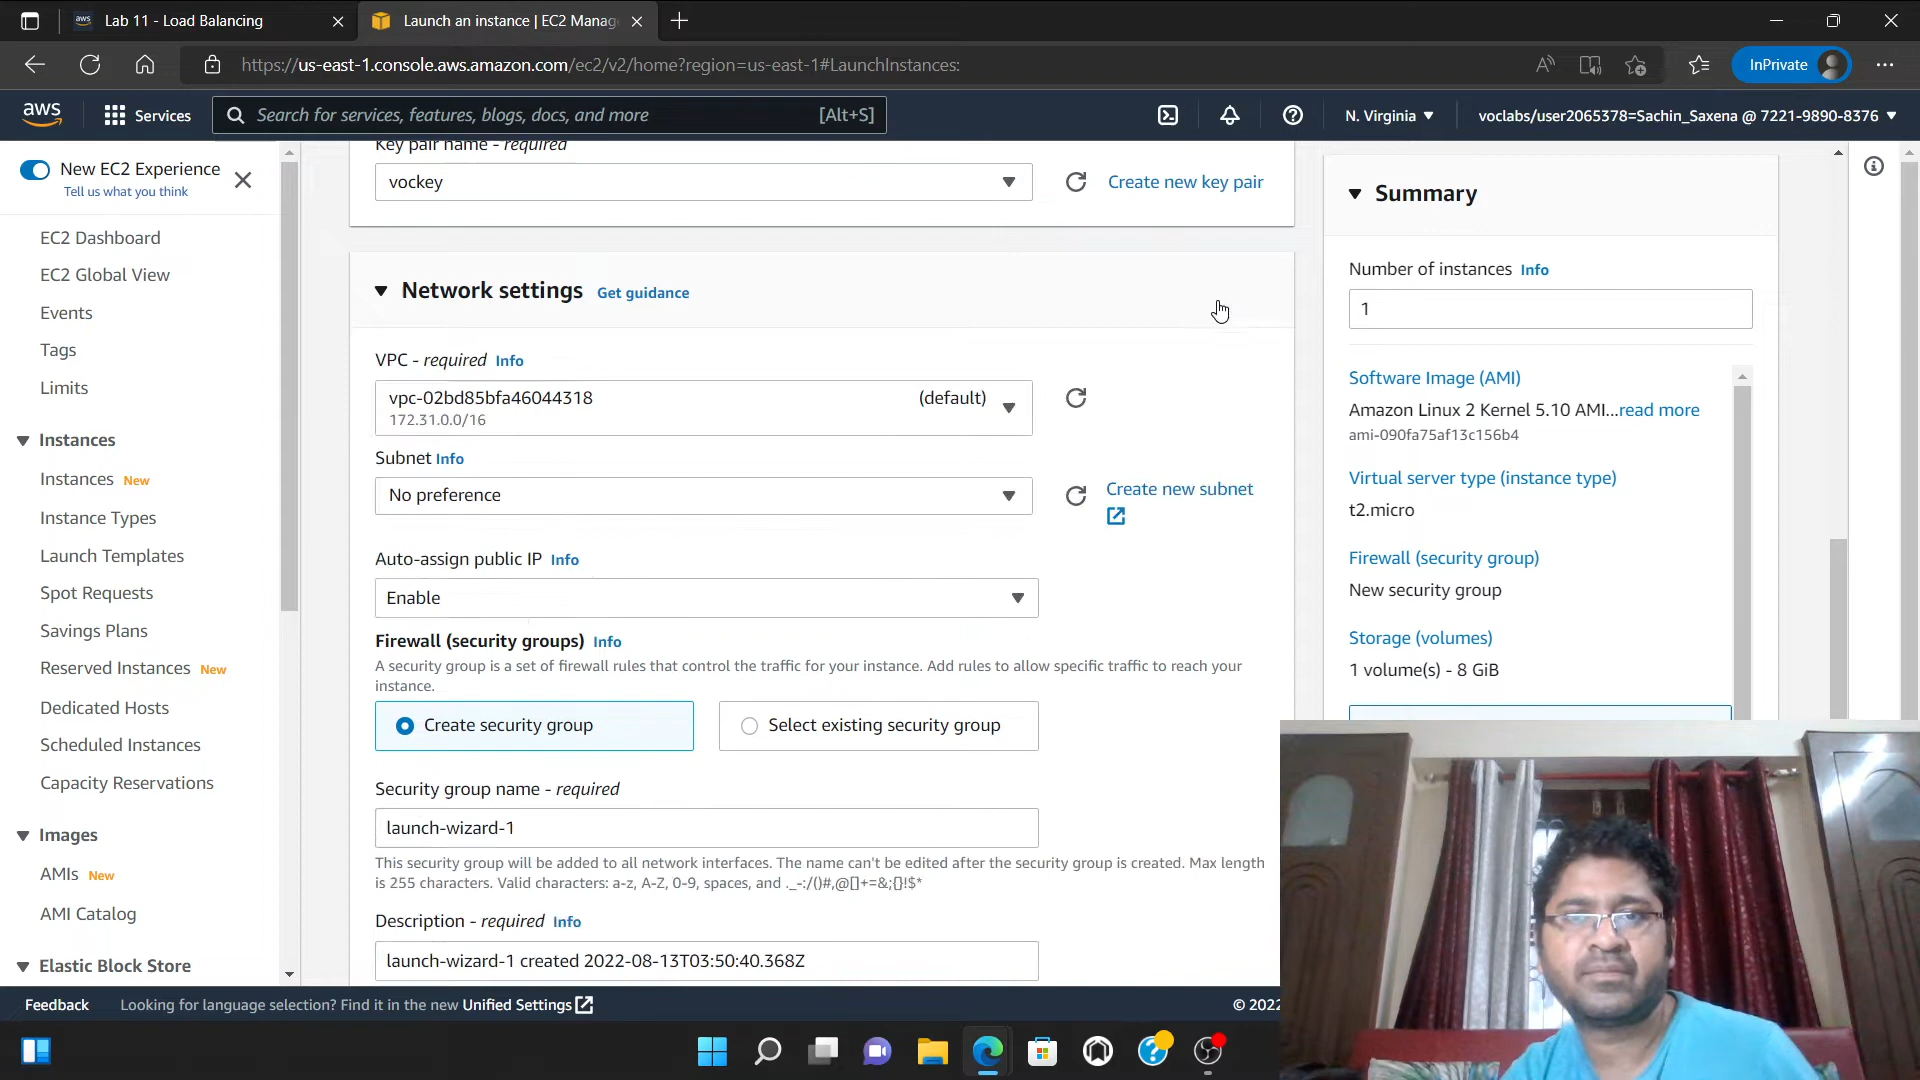 Lab 11 - Load Balancing
Launch an instance | EC2 Manag
https://us-east-1.console.aws.amazon.com/ec2/v2/home?region=us-east-1#LaunchInstances:
InPrivate
aws
Services
Search for services, features, blogs, docs, and more
[Alt+S]
N. Virginia
voclabs/user2065378=Sachin_Saxena @ 7221-9890-8376
New EC2 Experience
Tell us what you think
EC2 Dashboard
EC2 Global View
Events
Tags
Limits
Instances
Instances New
Instance Types
Launch Templates
Spot Requests
Savings Plans
Reserved Instances New
Dedicated Hosts
Scheduled Instances
Capacity Reservations
Images
AMIs New
AMI Catalog
Elastic Block Store
Key pair name - required
vockey
Create new key pair
Network settings Get guidance
VPC - required Info
vpc-02bd85bfa46044318 (default)
172.31.0.0/16
Subnet Info
No preference
Create new subnet
Auto-assign public IP Info
Enable
Firewall (security groups) Info
A security group is a set of firewall rules that control the traffic for your instance. Add rules to allow specific traffic to reach your
instance.
Create security group
Select existing security group
Security group name - required
launch-wizard-1
This security group will be added to all network interfaces. The name can't be edited after the security group is created. Max length
is 255 characters. Valid characters: a-z, A-Z, 0-9, spaces, and ._-:/()#,@[]+=&;{}!$*
Description - required Info
launch-wizard-1 created 2022-08-13T03:50:40.368Z
Summary
Number of instances Info
1
Software Image (AMI)
Amazon Linux 2 Kernel 5.10 AMI...read more
ami-090fa75af13c156b4
Virtual server type (instance type)
t2.micro
Firewall (security group)
New security group
Storage (volumes)
1 volume(s) - 8 GiB
Feedback
Looking for language selection? Find it in the new Unified Settings
© 2022